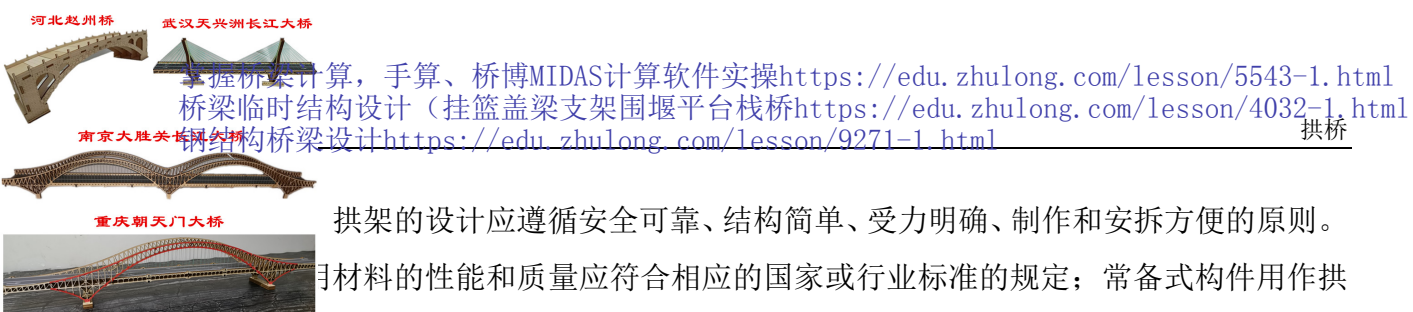 河北赵州桥
武汉天兴洲长江大桥
掌握桥梁计算，手算、桥博MIDAS计算软件实操https://edu.zhulong.com/lesson/5543-1.html
桥梁临时结构设计（挂篮盖梁支架围堰平台栈桥https://edu.zhulong.com/lesson/4032-1.html
南京大胜关长江大桥
钢结构桥梁设计https://edu.zhulong.com/lesson/9271-1.html
拱桥
重庆朝天门大桥
拱架的设计应遵循安全可靠、结构简单、受力明确、制作和安拆方便的原则。
材料的性能和质量应符合相应的国家或行业标准的规定；常备式构件用作拱